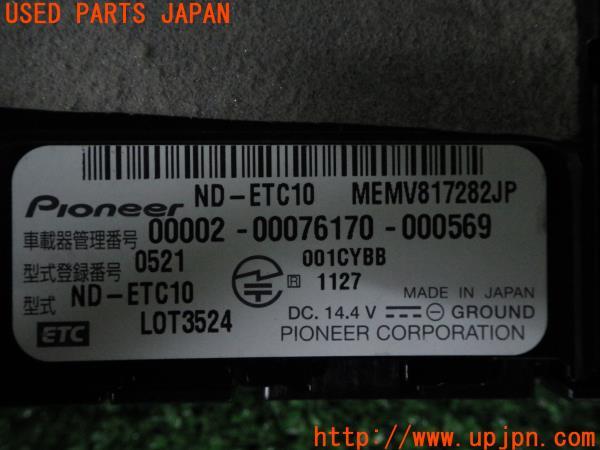 USED PARTS JAPAN
Pioneer ND-ETC10 MEMV817282JP
車載器管理番号 00002-00076170-000569
型式登録番号 0521 001CYBB
R 1127
型式 ND-ETC10
MADE IN JAPAN
ETC LOT3524 DC. 14.4 V GROUND
PIONEER CORPORATION
http://www.upjpn.com